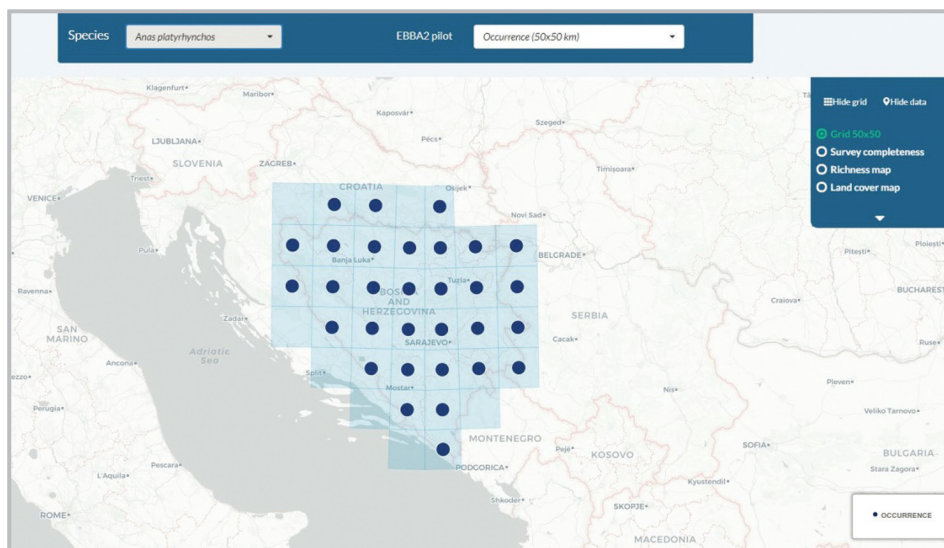 Species
Anas platyrhynchos
EBBA2 pilot
Occurrence (50x50 km)
Hide grid
Hide data
Grid 50x50
Survey completeness
Richness map
Land cover map
Klagenfurt
Maribor
Kaposvár
Szeged
LJUBLJANA
Pécs
SLOVENIA
ZAGREB
Timișoara
Triest
CROATIA
Osijek
VENICE
Novi Sad
Pula
Banja Luka
BELGRADE
Pitești
Ploiești
Tuzla
Ravenna
BOSNIA
AND
HERZEGOVINA
BUCHAREST
Craiova
Zadar
SERBIA
SAN
MARINO
SARAJEVO
Cacak
Ruse
Adriatic
Sea
Ancona
Split
Pleven
Mostar
Niš
Perugia
Veliko Tarnovo
MONTENEGRO
SOFIA
L'Aquila
Pescara
PODGORICA
Pejë
KOSOVO
BULGARIA
Stara Zagora
Kyustendil
Shkoder
ROME
SKOPJE
MACEDONIA
OCCURRENCE